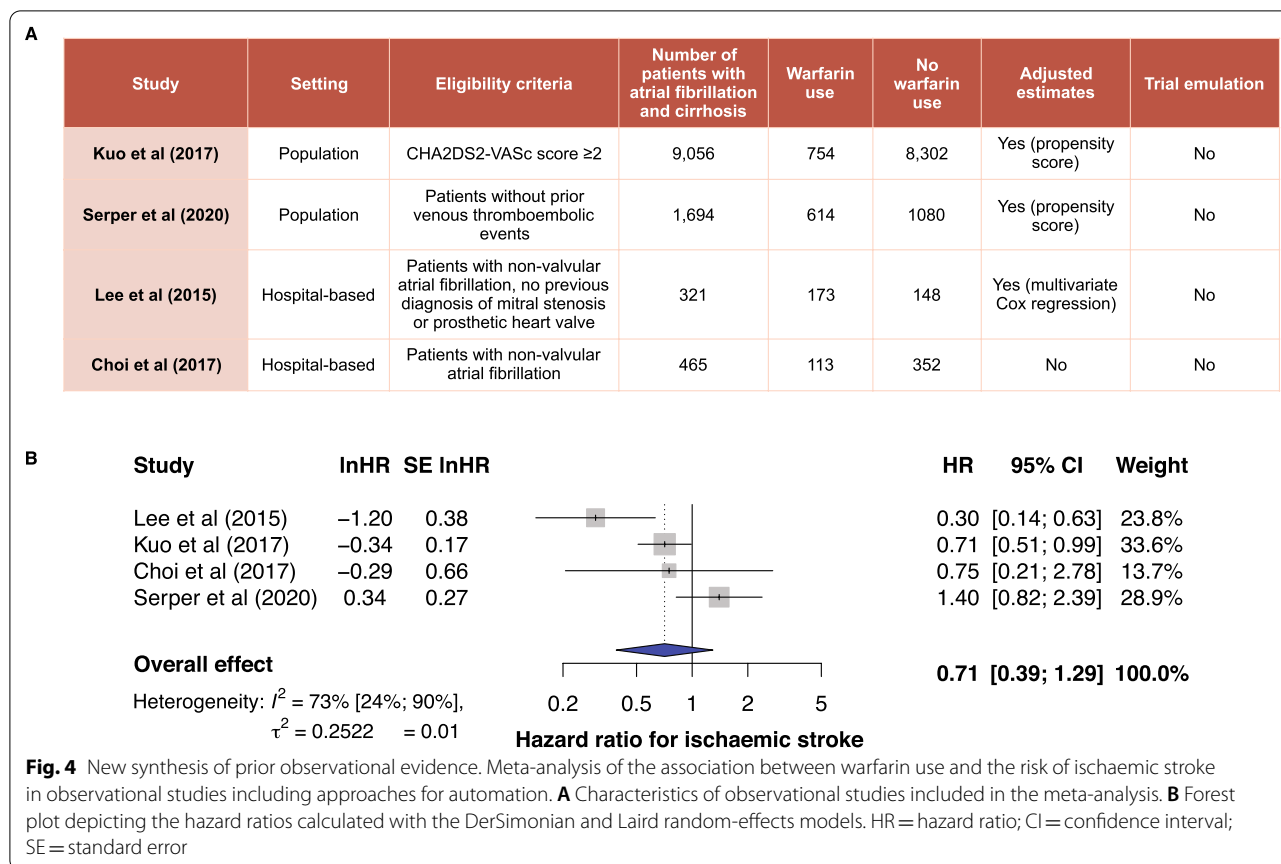 A
Study Setting Eligibility criteria Number of patients with atrial fibrillation and cirrhosis Warfarin use No warfarin use Adjusted estimates Trial emulation
Kuo et al (2017) Population CHA2DS2-VASc score ≥2 9,056 754 8,302 Yes (propensity score) No
Serper et al (2020) Population Patients without prior venous thromboembolic events 1,694 614 1080 Yes (propensity score) No
Lee et al (2015) Hospital-based Patients with non-valvular atrial fibrillation, no previous diagnosis of mitral stenosis or prosthetic heart valve 321 173 148 Yes (multivariate Cox regression) No
Choi et al (2017) Hospital-based Patients with non-valvular atrial fibrillation 465 113 352 No No
B
Study lnHR SE lnHR HR 95% CI Weight
Lee et al (2015) −1.20 0.38 0.30 [0.14; 0.63] 23.8%
Kuo et al (2017) −0.34 0.17 0.71 [0.51; 0.99] 33.6%
Choi et al (2017) −0.29 0.66 0.75 [0.21; 2.78] 13.7%
Serper et al (2020) 0.34 0.27 1.40 [0.82; 2.39] 28.9%
Overall effect 0.71 [0.39; 1.29] 100.0%
Heterogeneity: I² = 73% [24%; 90%],
τ² = 0.2522 = 0.01
0.2 0.5 1 2 5
Hazard ratio for ischaemic stroke
Fig. 4 New synthesis of prior observational evidence. Meta-analysis of the association between warfarin use and the risk of ischaemic stroke
in observational studies including approaches for automation. A Characteristics of observational studies included in the meta-analysis. B Forest
plot depicting the hazard ratios calculated with the DerSimonian and Laird random-effects models. HR = hazard ratio; CI = confidence interval;
SE = standard error